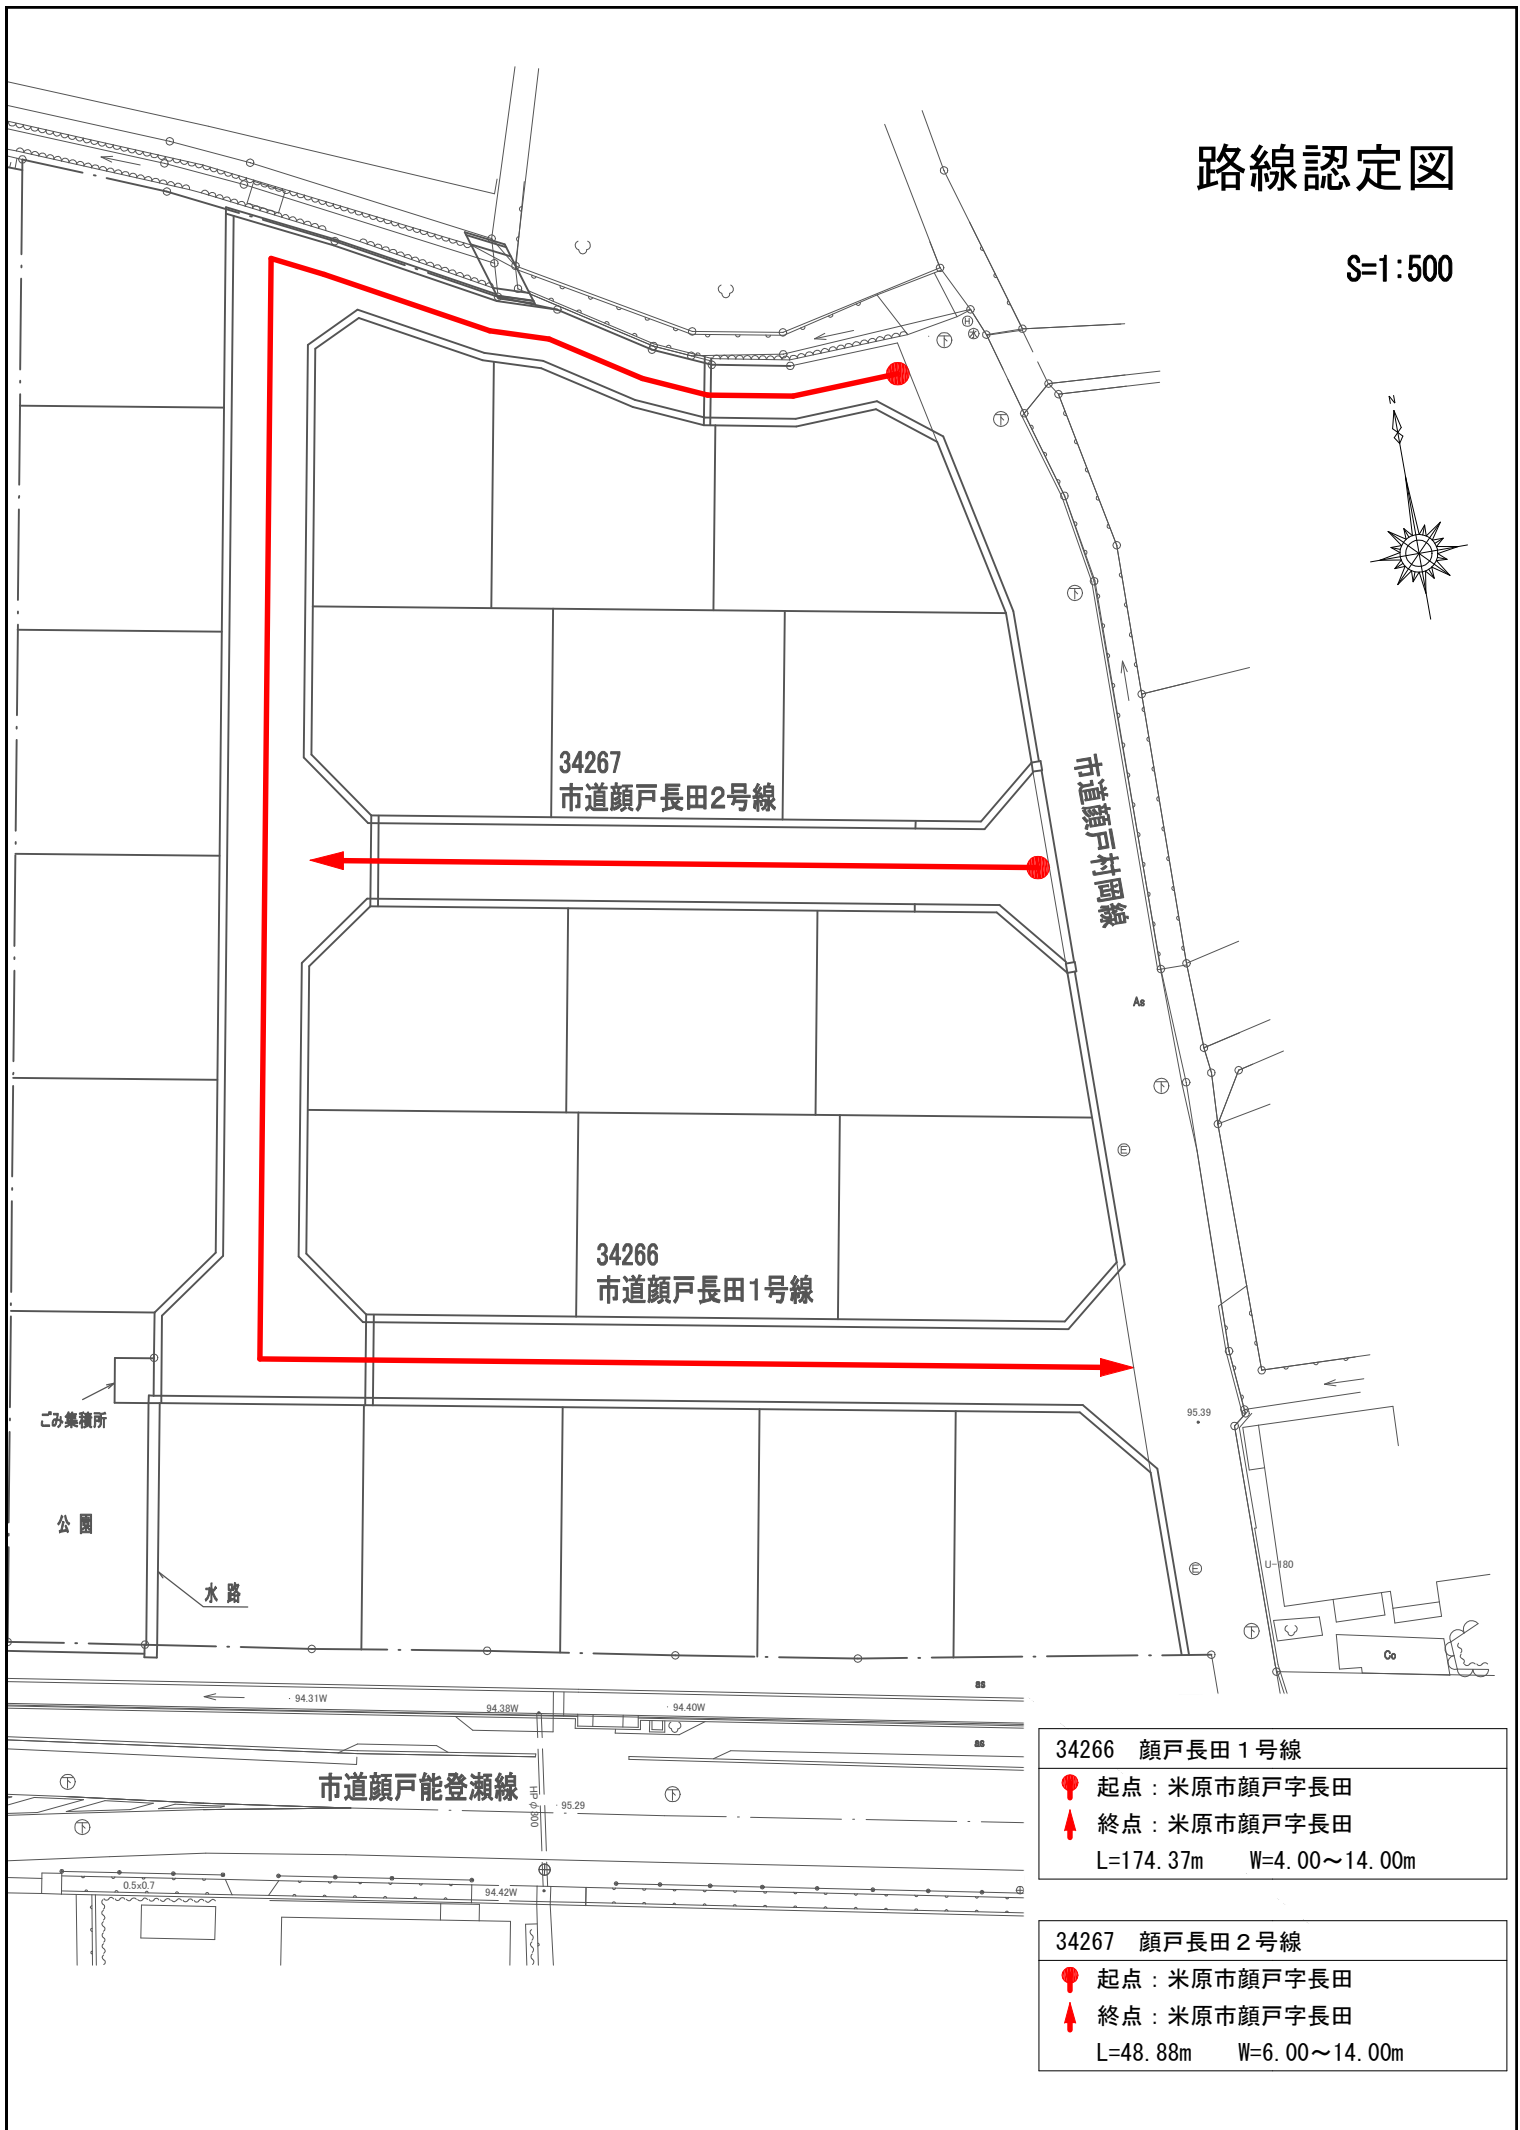 路線認定図
S=1:500
N
34267
市道顔戸長田2号線
市道顔戸村岡線
As
34266
市道顔戸長田1号線
ごみ集積所
公園
水路
95.39
U-180
Co
as
94.31W
94.38W
94.40W
as
市道顔戸能登瀬線
HPφ300
95.29
0.5x0.7
94.42W
34266 顔戸長田1号線
起点：米原市顔戸字長田
終点：米原市顔戸字長田
L=174.37m W=4.00～14.00m
34267 顔戸長田2号線
起点：米原市顔戸字長田
終点：米原市顔戸字長田
L=48.88m W=6.00～14.00m